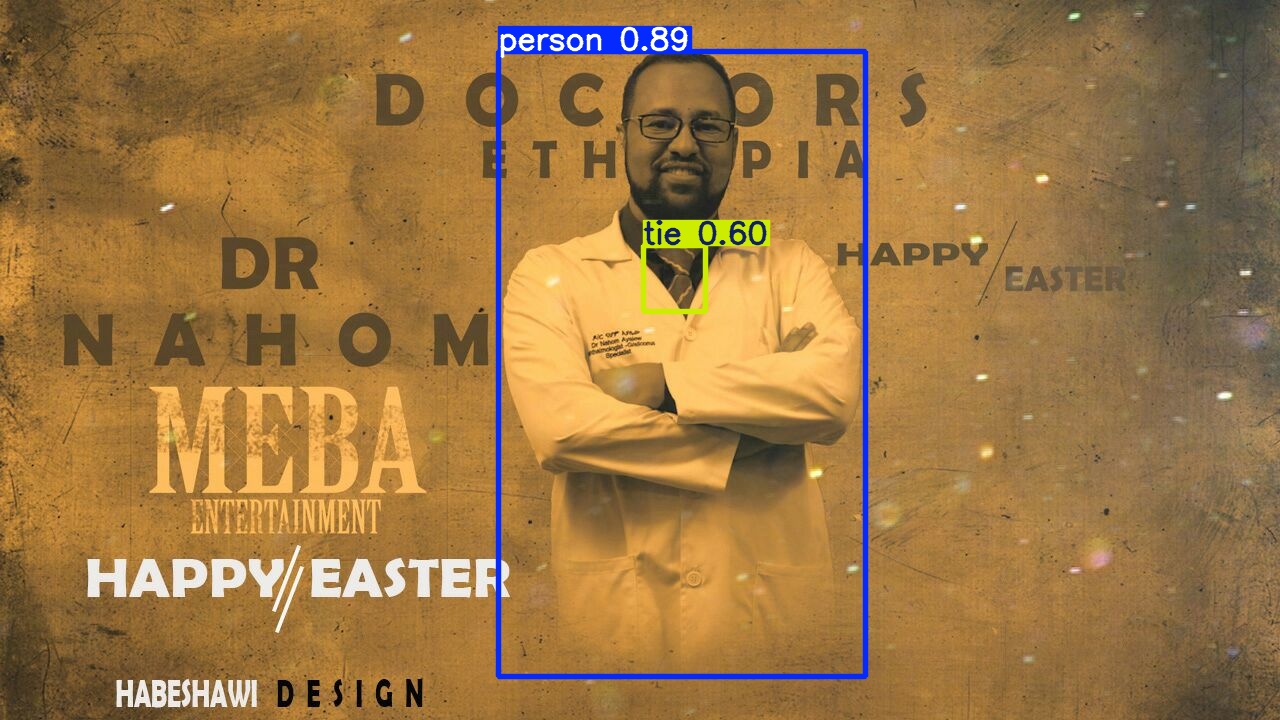 person 0.89
DOCTORS
ETHIOPIA
tie 0.60
DR
HAPPY/EASTER
NAHOM
Dr Nahom Ayalew
Specialist
MEBA
ENTERTAINMENT
HAPPY//EASTER
HABESHAWI DESIGN